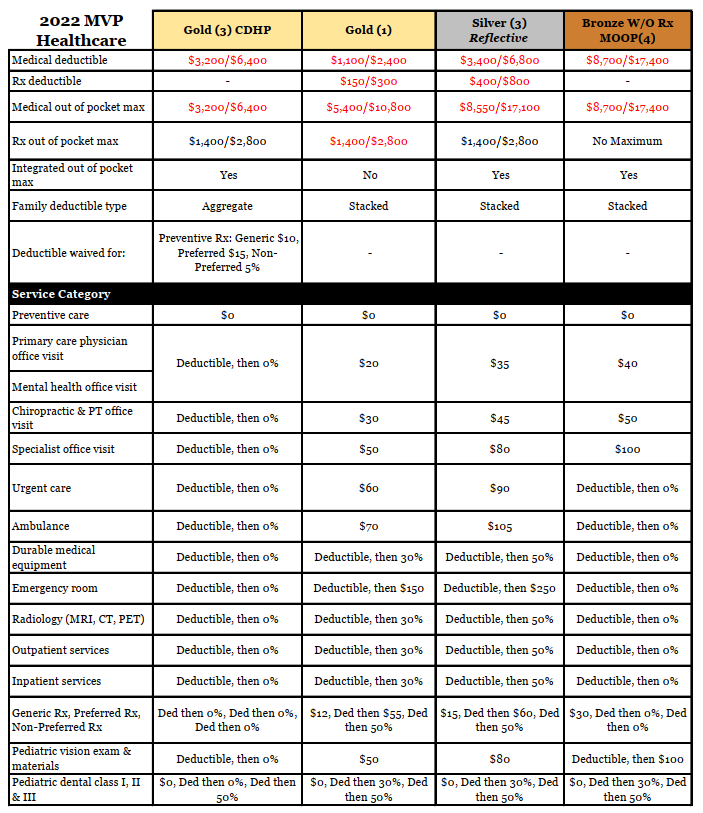 2022 MVP
Healthcare
Gold (3) CDHP
Gold (1)
Silver (3)
Reflective
Bronze W/O Rx
MOOP(4)
Medical deductible
$3,200/$6,400
$1,100/$2,400
$3,400/$6,800
$8,700/$17,400
Rx deductible
-
$150/$300
$400/$800
-
Medical out of pocket max
$3,200/$6,400
$5,400/$10,800
$8,550/$17,100
$8,700/$17,400
Rx out of pocket max
$1,400/$2,800
$1,400/$2,800
$1,400/$2,800
No Maximum
Integrated out of pocket
max
Yes
No
Yes
Yes
Family deductible type
Aggregate
Stacked
Stacked
Stacked
Deductible waived for:
Preventive Rx: Generic $10,
Preferred $15, Non-
Preferred 5%
-
-
-
Service Category
Preventive care
$0
$0
$0
$0
Primary care physician
office visit
Mental health office visit
Deductible, then 0%
$20
$35
$40
Chiropractic & PT office
visit
Deductible, then 0%
$30
$45
$50
Specialist office visit
Deductible, then 0%
$50
$80
$100
Urgent care
Deductible, then 0%
$60
$90
Deductible, then 0%
Ambulance
Deductible, then 0%
$70
$105
Deductible, then 0%
Durable medical
equipment
Deductible, then 0%
Deductible, then 30%
Deductible, then 50%
Deductible, then 0%
Emergency room
Deductible, then 0%
Deductible, then $150
Deductible, then $250
Deductible, then 0%
Radiology (MRI, CT, PET)
Deductible, then 0%
Deductible, then 30%
Deductible, then 50%
Deductible, then 0%
Outpatient services
Deductible, then 0%
Deductible, then 30%
Deductible, then 50%
Deductible, then 0%
Inpatient services
Deductible, then 0%
Deductible, then 30%
Deductible, then 50%
Deductible, then 0%
Generic Rx, Preferred Rx,
Non-Preferred Rx
Ded then 0%, Ded then 0%,
Ded then 0%
$12, Ded then $55, Ded
then 50%
$15, Ded then $60, Ded
then 50%
$30, Ded then 0%, Ded
then 0%
Pediatric vision exam &
materials
Deductible, then 0%
$50
$80
Deductible, then $100
Pediatric dental class I, II
& III
$0, Ded then 0%, Ded then
50%
$0, Ded then 30%, Ded
then 50%
$0, Ded then 30%, Ded
then 50%
$0, Ded then 30%, Ded
then 50%